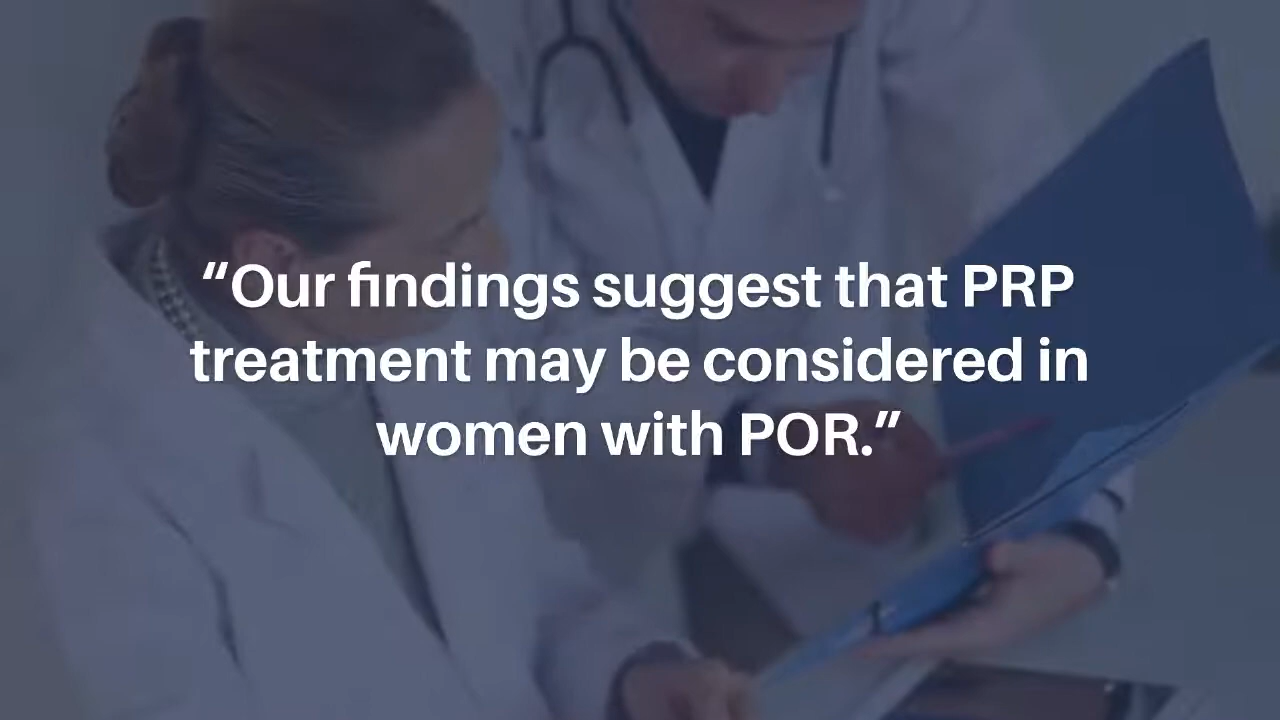 “Our findings suggest that PRP
treatment may be considered in
women with POR.”